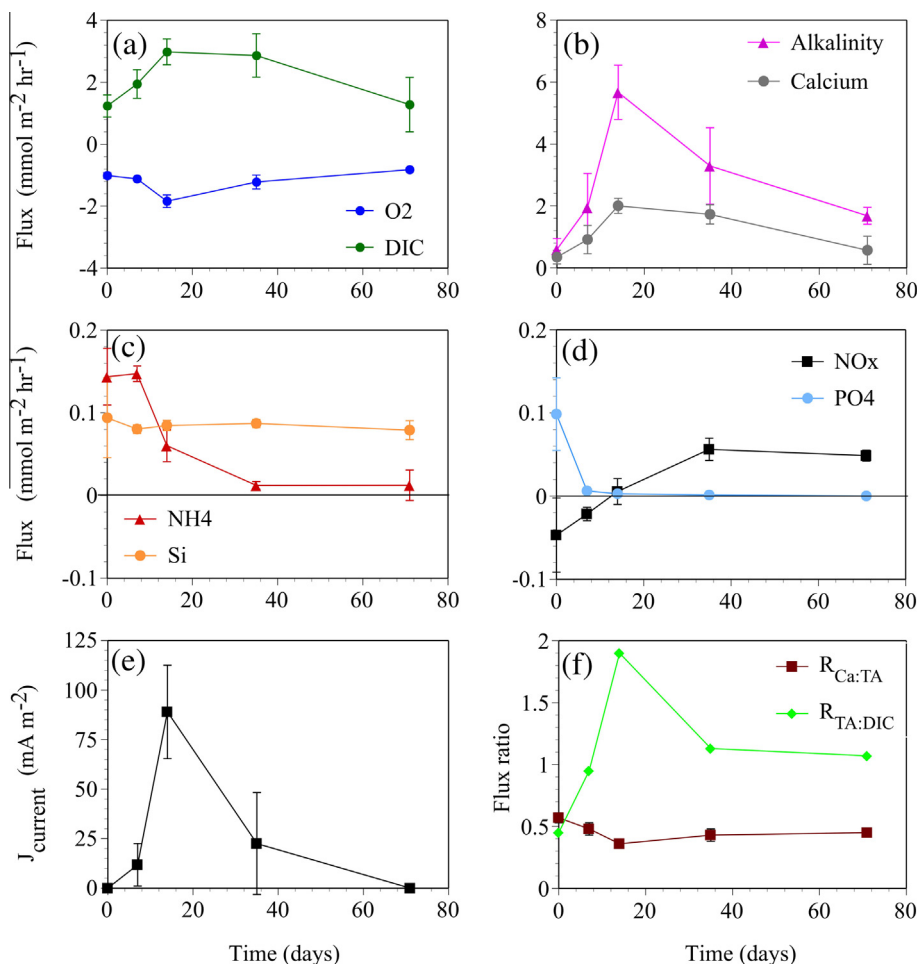 (a)
4
2
0
-2
-4
Flux (mmol m-2 hr-1)
O2
DIC
0 20 40 60 80
(b)
8
6
4
2
0
Alkalinity
Calcium
0 20 40 60 80
(c)
0.2
0.1
0
-0.1
Flux (mmol m-2 hr-1)
NH4
Si
0 20 40 60 80
(d)
0.2
0.1
0
-0.1
NOx
PO4
0 20 40 60 80
(e)
125
100
75
50
25
0
Jcurrent (mA m-2)
0 20 40 60 80
Time (days)
(f)
2
1.5
1
0.5
0
Flux ratio
RCa:TA
RTA:DIC
0 20 40 60 80
Time (days)